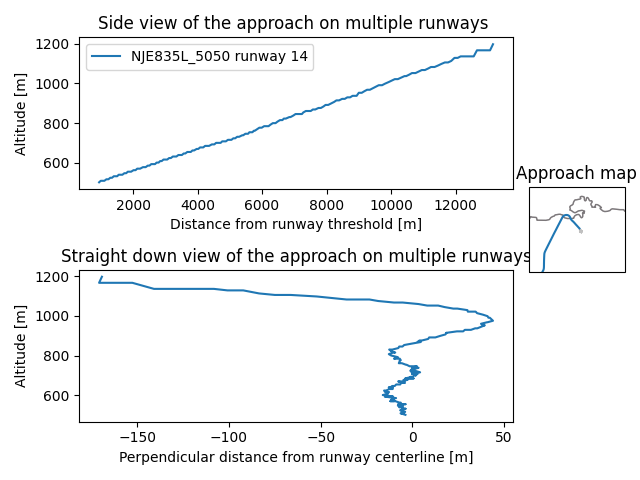 Side view of the approach on multiple runways
Altitude [m]
1200
1000
800
600
NJE835L_5050 runway 14
2000 4000 6000 8000 10000 12000
Distance from runway threshold [m]
Approach map
Straight down view of the approach on multiple runways
Altitude [m]
1200
1000
800
600
−150 −100 −50 0 50
Perpendicular distance from runway centerline [m]